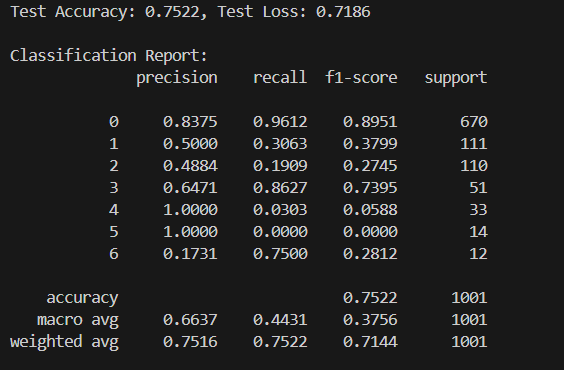 Test Accuracy: 0.7522, Test Loss: 0.7186
Classification Report:
precision recall f1-score support
0 0.8375 0.9612 0.8951 670
1 0.5000 0.3063 0.3799 111
2 0.4884 0.1909 0.2745 110
3 0.6471 0.8627 0.7395 51
4 1.0000 0.0303 0.0588 33
5 1.0000 0.0000 0.0000 14
6 0.1731 0.7500 0.2812 12
accuracy 0.7522 1001
macro avg 0.6637 0.4431 0.3756 1001
weighted avg 0.7516 0.7522 0.7144 1001